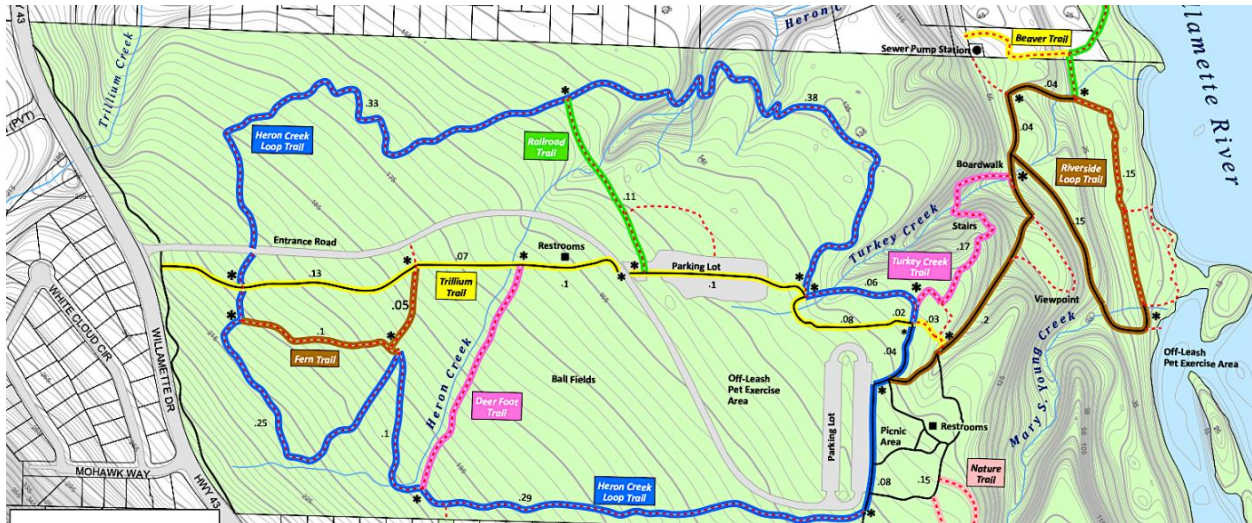 43
Trillium Creek
Heron C
llamette River
Sewer Pump Station
Beaver Trail
.04
.33
.38
Heron Creek
Loop Trail
Railroad
Trail
.04
Boardwalk
Riverside
Loop Trail
.15
.11
Turkey Creek
Stairs
.15
.17
Entrance Road
Restrooms
.07
Parking Lot
Turkey Creek
Trail
.13
Trillium
Trail
.1
.1
.06
Viewpoint
.05
.08
.02
.03
.2
.1
Fern Trail
.04
Mary S. Young Creek
Off-Leash
Pet Exercise Area
WHITE CLOUD CIR
WILLAMETTE DR
Heron Creek
Ball Fields
Off-Leash
Pet Exercise
Area
Deer Foot
Trail
Parking Lot
Picnic
Area
Restrooms
.25
.1
MOHAWK WAY
HWY 43
.29
Heron Creek
Loop Trail
.08
.15
Nature
Trail